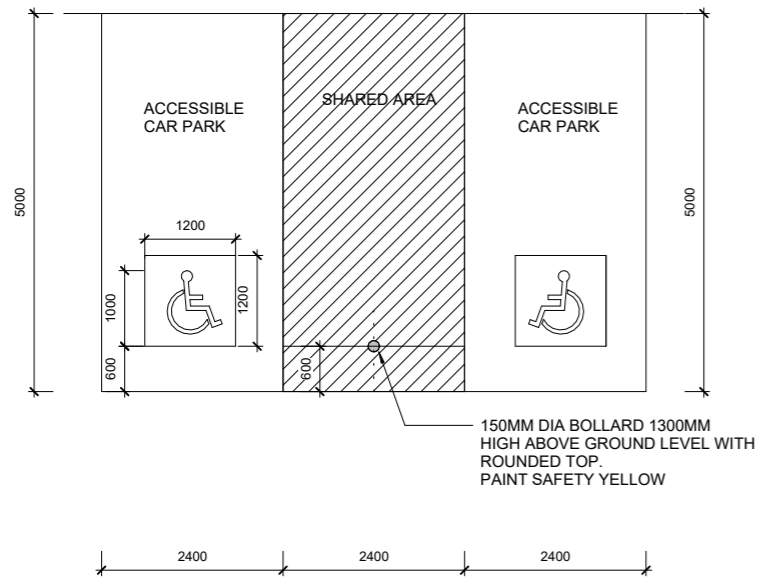 SHARED AREA
ACCESSIBLE
CAR PARK
ACCESSIBLE
CAR PARK
5000
5000
1200
1000
1200
600
600
150MM DIA BOLLARD 1300MM
HIGH ABOVE GROUND LEVEL WITH
ROUNDED TOP.
PAINT SAFETY YELLOW
2400
2400
2400